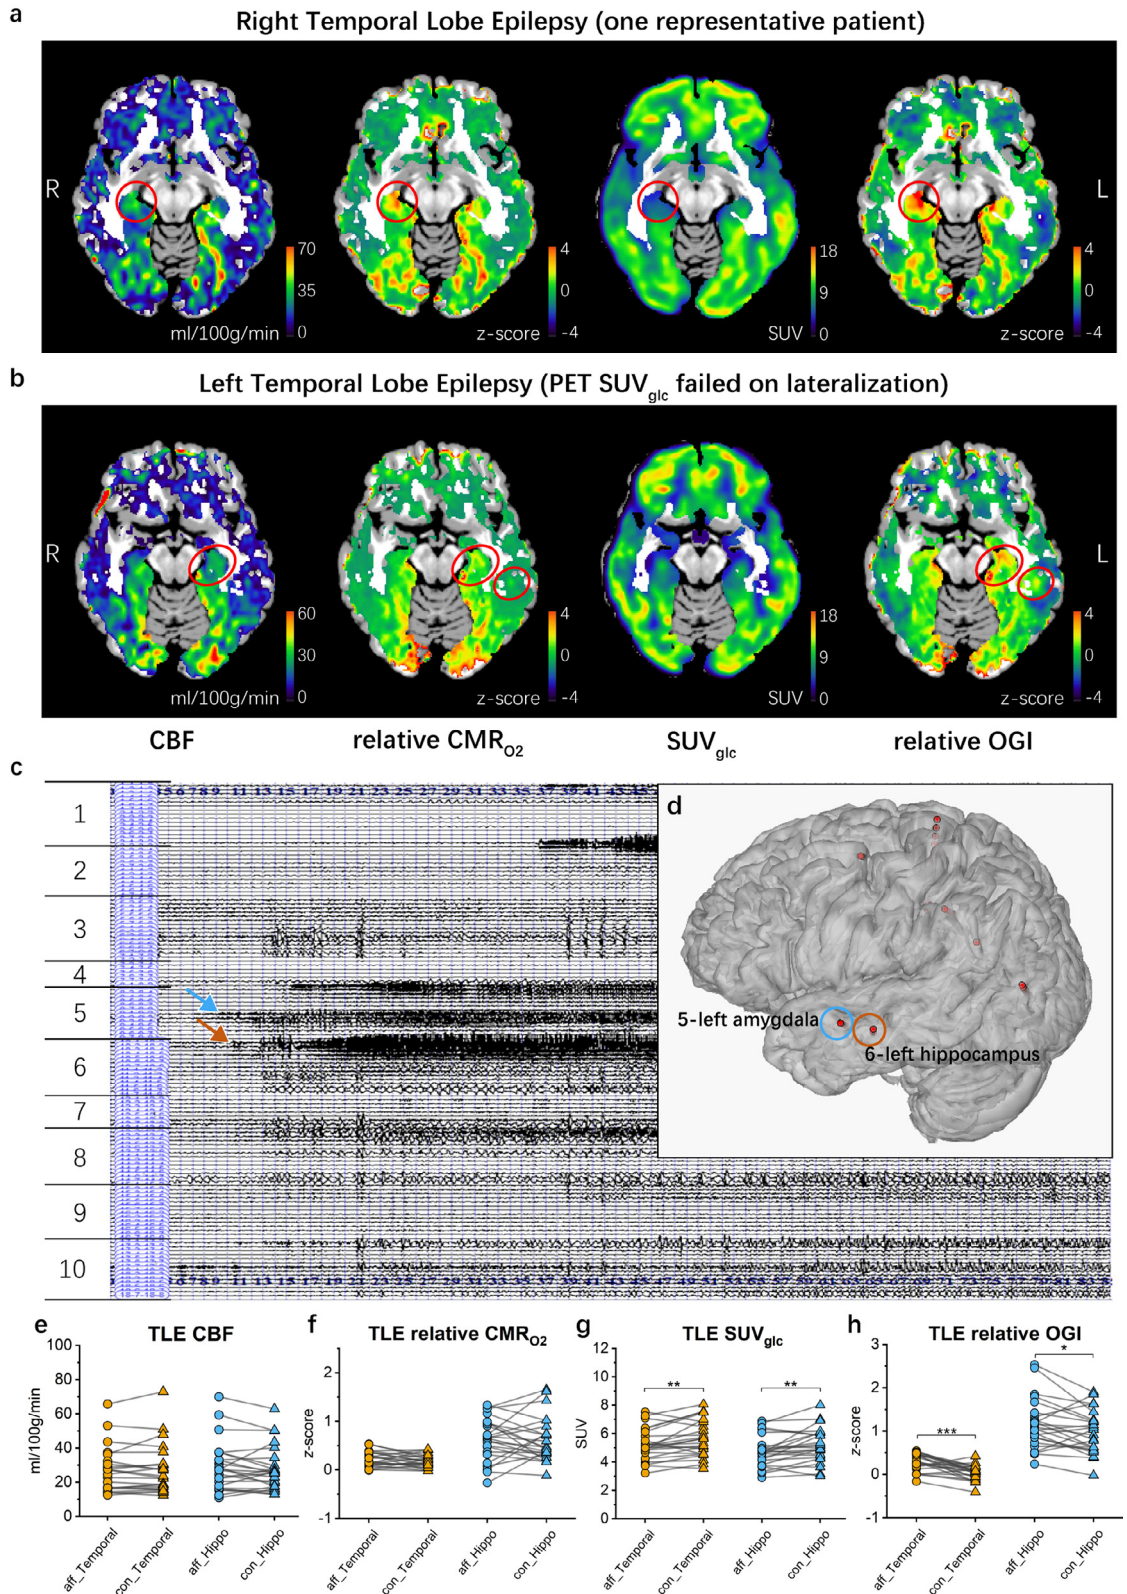 a
Right Temporal Lobe Epilepsy (one representative patient)
R
L
70
35
0
ml/100g/min
4
0
-4
z-score
18
9
0
SUV
4
0
-4
z-score
b
Left Temporal Lobe Epilepsy (PET SUVglc failed on lateralization)
R
L
60
30
0
ml/100g/min
4
0
-4
z-score
18
9
0
SUV
4
0
-4
z-score
CBF
relative CMRO2
SUVglc
relative OGI
c
1
2
3
4
5
6
7
8
9
10
d
5-left amygdala
6-left hippocampus
e
TLE CBF
ml/100g/min
100
90
80
70
60
50
40
30
20
10
0
aff_Temporal
con_Temporal
aff_Hippo
con_Hippo
f
TLE relative CMRO2
z-score
2
1
0
-1
aff_Temporal
con_Temporal
aff_Hippo
con_Hippo
g
TLE SUVglc
SUV
12
10
8
6
4
2
0
**
**
aff_Temporal
con_Temporal
aff_Hippo
con_Hippo
h
TLE relative OGI
z-score
3
2
1
0
-1
***
*
aff_Temporal
con_Temporal
aff_Hippo
con_Hippo